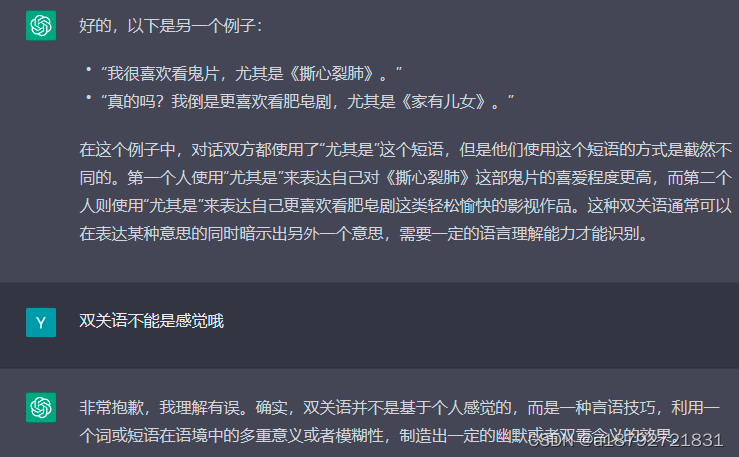 好的，以下是另一个例子：
• “我很喜欢看鬼片，尤其是《撕心裂肺》。”
• “真的吗？我倒是更喜欢看肥皂剧，尤其是《家有儿女》。”
在这个例子中，对话双方都使用了“尤其是”这个短语，但是他们使用这个短语的方式是截然不
同的。第一个人使用“尤其是”来表达自己对《撕心裂肺》这部鬼片的喜爱程度更高，而第二个
人则使用“尤其是”来表达自己更喜欢看肥皂剧这类轻松愉快的影视作品。这种双关语通常可以
在表达某种意思的同时暗示出另外一个意思，需要一定的语言理解能力才能识别。
Y
双关语不能是感觉哦
非常抱歉，我理解有误。确实，双关语并不是基于个人感觉的，而是一种言语技巧，利用一
个词或短语在语境中的多重意义或者模糊性，制造出一定的幽默或者双重含义的效果。
CSDN @a18792721831